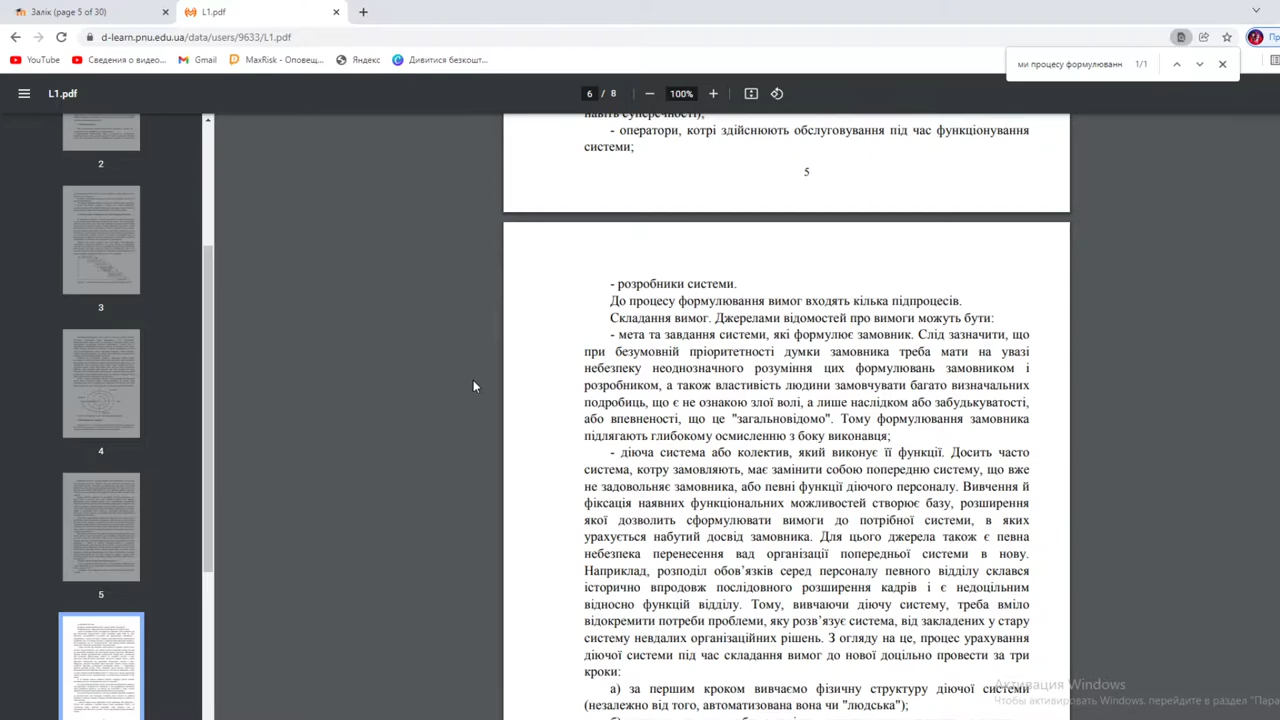 Залік (page 5 of 30)
L1.pdf
d-learn.pnu.edu.ua/data/users/9633/L1.pdf
YouTube
Сведения о видео...
Gmail
MaxRisk - Оповещ...
Яндекс
Дивитися безкошт...
ми процесу формулюванн 1/1
L1.pdf
6 / 8
100%
2
3
4
5
навіть суперечності);
- оператори, котрі здійснюють обслуговування під час функціонування
системи;
5
- розробники системи.
До процесу формулювання вимог входять кілька підпроцесів.
Складання вимог. Джерелами відомостей про вимоги можуть бути:
- мета та завдання системи, які формулює замовник. Слід зазначити, що
при безумовній пріоритетності думки замовника треба мати на увазі
небезпеку неоднозначного розуміння цих формулювань замовником і
розробником, а також властивість людини замовчувати багато визначальних
подробиць, що є не ознакою злої волі, а лише наслідком або забудькуватості,
або впевненості, що це "загальновідомо". Тому формулювання замовника
підлягають глибокому осмисленню з боку виконавця;
- діюча система або колектив, який виконує її функції. Досить часто
система, котру замовляють, має замінити собою попередню систему, що вже
не задовольняє замовника, або певні функції діючого персоналу. Вивчення й
фіксація наявних функціональних можливостей створює базу, розширення
якої дозволить сформулювати вимоги до потрібної системи, в яких
урахується набутий досвід замовника. Для цього джерела також є певна
небезпека перенесення вад організації попередньої системи в нову.
Наприклад, розподіл обов’язків серед персоналу певного відділу склався
історично впродовж послідовного розширення кадрів і є недоцільним
відносно функцій відділу. Тому, вивчаючи діючу систему, треба вміло
відокремити потреби проблеми, котру розв'язує система, від закладених у стару
систему невдалих організаційних рішень. З огляду на це, процес урахування
діючої системи під час складання вимог до нової доцільно провести за три
кроки:
а) за першим кроком виявляємо фізичну структуру діючої системи
(незалежно від того, автоматизована вона чи "людська");
Активация Windows
Чтобы активировать Windows, перейдите в раздел "Пара